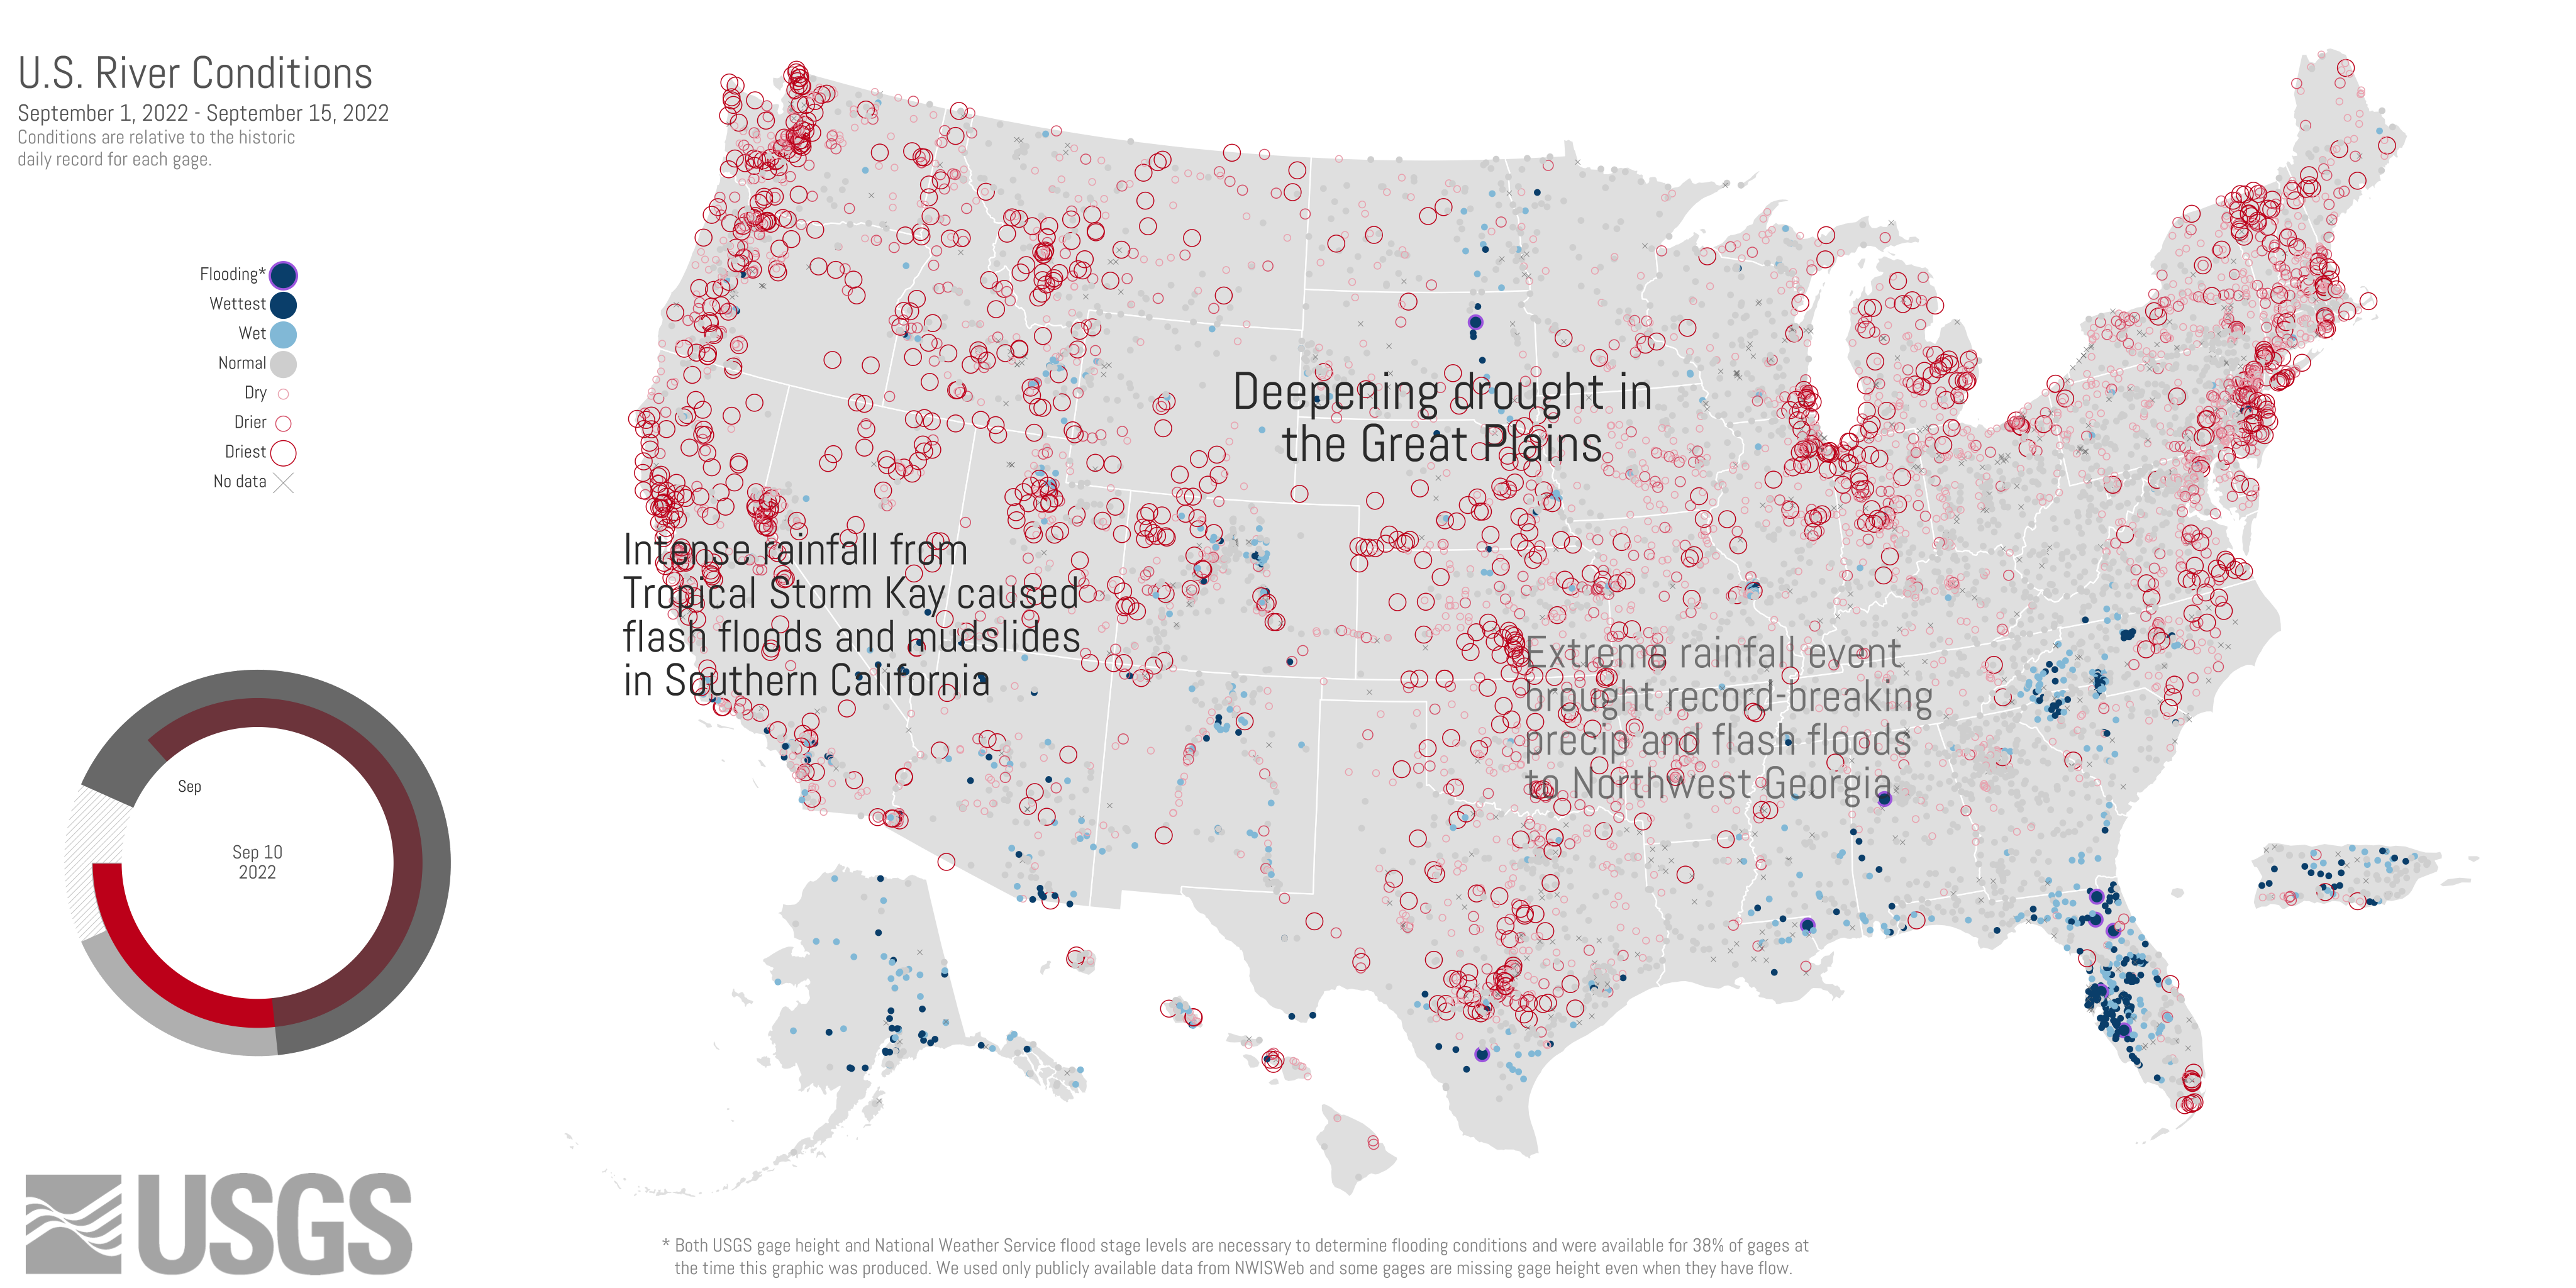 U.S. River Conditions
September 1, 2022 - September 15, 2022
Conditions are relative to the historic
daily record for each gage.
Flooding*
Wettest
Wet
Normal
Dry
Drier
Driest
No data
Deepening drought in
the Great Plains
Intense rainfall from
Tropical Storm Kay caused
flash floods and mudslides
in Southern California
Extreme rainfall event
brought record-breaking
precip and flash floods
to Northwest Georgia
Sep
Sep 10
2022
USGS
* Both USGS gage height and National Weather Service flood stage levels are necessary to determine flooding conditions and were available for 38% of gages at
the time this graphic was produced. We used only publicly available data from NWISWeb and some gages are missing gage height even when they have flow.